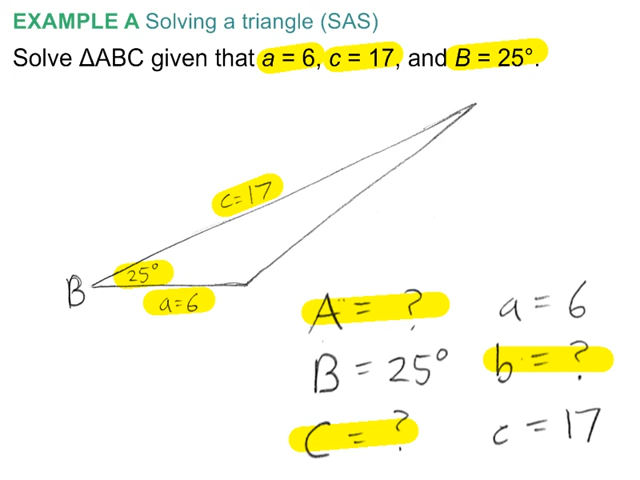 EXAMPLE A Solving a triangle (SAS)
Solve ΔABC given that a = 6, c = 17, and B = 25°.
c = 17
25°
B
a = 6
A = ? a = 6
B = 25° b = ?
C = ? c = 17